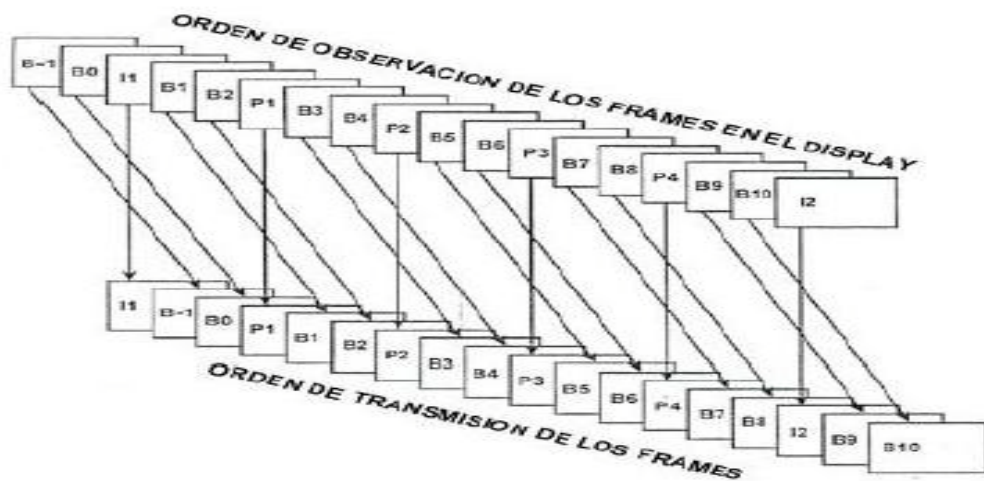 ORDEN DE OBSERVACION DE LOS FRAMES EN EL DISPLAY
B-1 B0 I1 B1 B2 P1 B3 B4 P2 B5 B6 P3 B7 B8 P4 B9 B10 I2
I1 B-1 B0 P1 B1 B2 P2 B3 B4 P3 B5 B6 P4 B7 B8 I2 B9 B10
ORDEN DE TRANSMISION DE LOS FRAMES